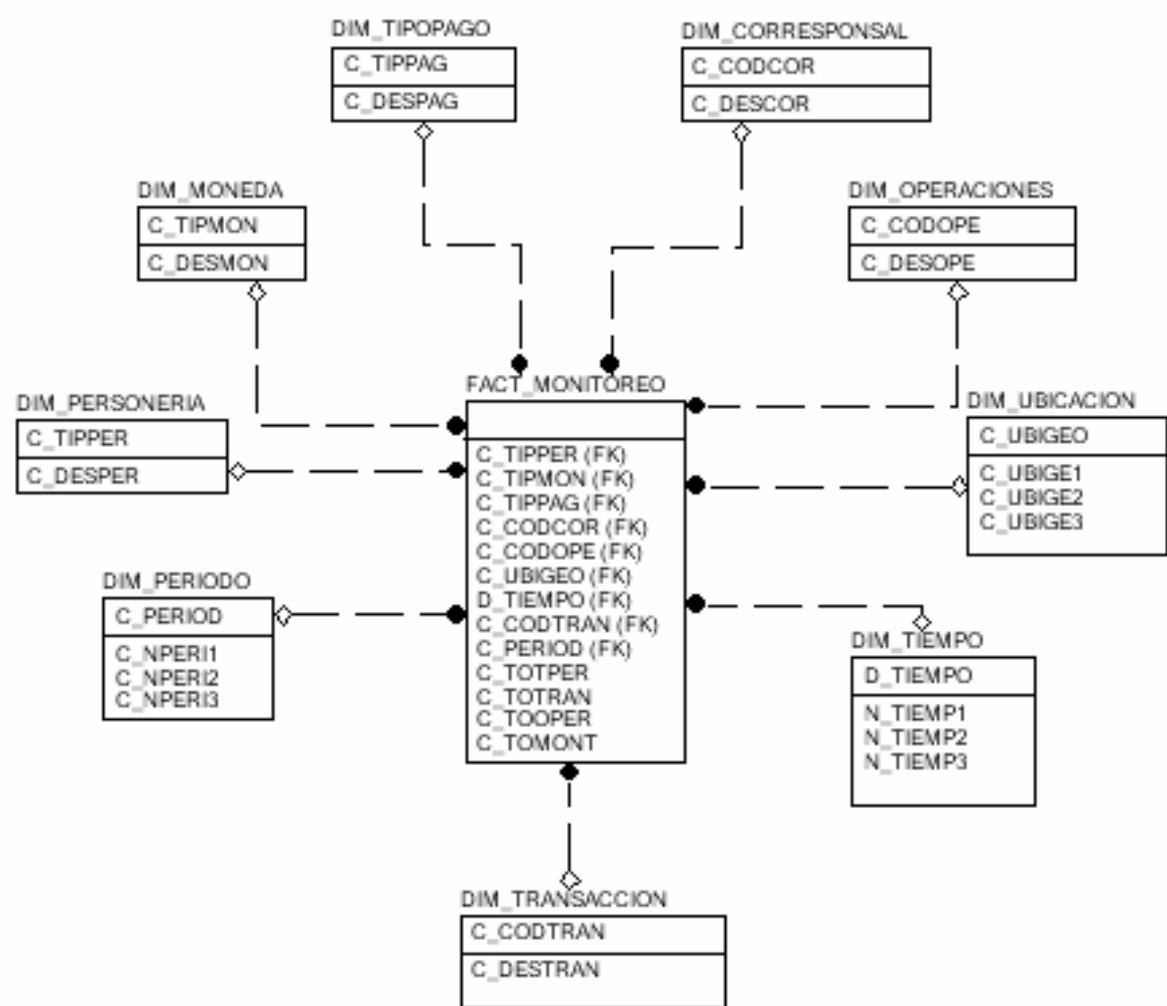 DIM_TIPOPAGO
C_TIPPAG
C_DESPAG
DIM_CORRESPONSAL
C_CODCOR
C_DESCOR
DIM_MONEDA
C_TIPMON
C_DESMON
DIM_OPERACIONES
C_CODOPE
C_DESOPE
DIM_PERSONERIA
C_TIPPER
C_DESPER
FACT_MONITOREO
C_TIPPER (FK)
C_TIPMON (FK)
C_TIPPAG (FK)
C_CODCOR (FK)
C_CODOPE (FK)
C_UBIGEO (FK)
D_TIEMPO (FK)
C_CODTRAN (FK)
C_PERIOD (FK)
C_TOTPER
C_TOTRAN
C_TOOPER
C_TOMONT
DIM_UBICACION
C_UBIGEO
C_UBIGE1
C_UBIGE2
C_UBIGE3
DIM_PERIODO
C_PERIOD
C_NPERI1
C_NPERI2
C_NPERI3
DIM_TIEMPO
D_TIEMPO
N_TIEMP1
N_TIEMP2
N_TIEMP3
DIM_TRANSACCION
C_CODTRAN
C_DESTRAN